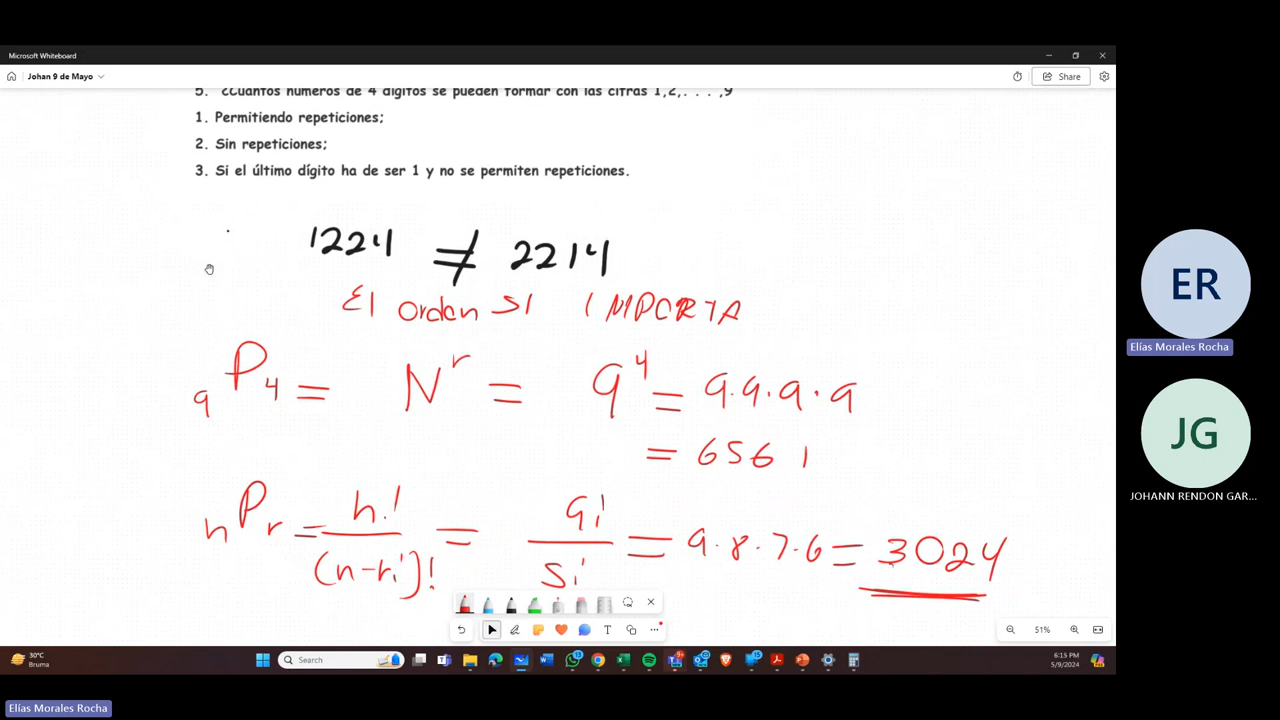 Microsoft Whiteboard
Johan 9 de Mayo
Share
5. ¿Cuántos números de 4 dígitos se pueden formar con las cifras 1,2,. . . ,9
1. Permitiendo repeticiones;
2. Sin repeticiones;
3. Si el último dígito ha de ser 1 y no se permiten repeticiones.
1224 ≠ 2214
El orden SI IMPORTA
9P4 = N^r = 9^4 = 9.9.9.9
= 6561
nPr = n!/(n-r!)! = 9!/5! = 9.8.7.6 = 3024
ER
Elías Morales Rocha
JG
JOHANN RENDON GAR...
51%
30°C
Bruma
Search
6:15 PM
5/9/2024
Elías Morales Rocha